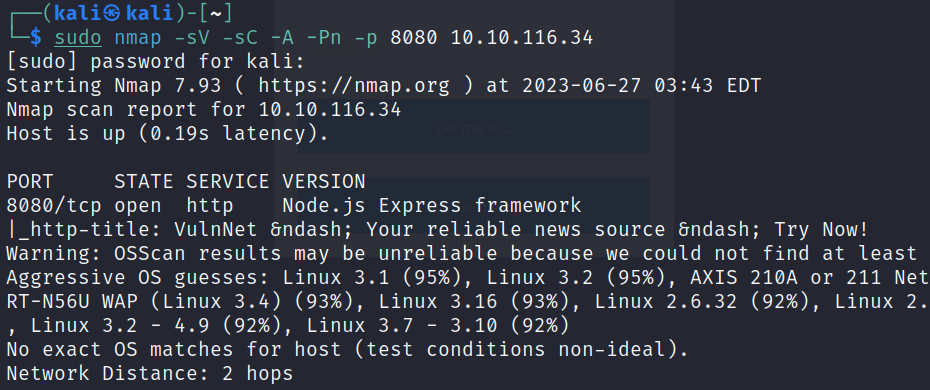 ┌──(kali㉿kali)-[~]
└─$ sudo nmap -sV -sC -A -Pn -p 8080 10.10.116.34
[sudo] password for kali:
Starting Nmap 7.93 ( https://nmap.org ) at 2023-06-27 03:43 EDT
Nmap scan report for 10.10.116.34
Host is up (0.19s latency).
Let me in...
PORT     STATE SERVICE VERSION
8080/tcp open  http    Node.js Express framework
|_http-title: VulnNet &ndash; Your reliable news source &ndash; Try Now!
Warning: OSScan results may be unreliable because we could not find at least
Aggressive OS guesses: Linux 3.1 (95%), Linux 3.2 (95%), AXIS 210A or 211 Net
RT-N56U WAP (Linux 3.4) (93%), Linux 3.16 (93%), Linux 2.6.32 (92%), Linux 2.
, Linux 3.2 - 4.9 (92%), Linux 3.7 - 3.10 (92%)
No exact OS matches for host (test conditions non-ideal).
Network Distance: 2 hops